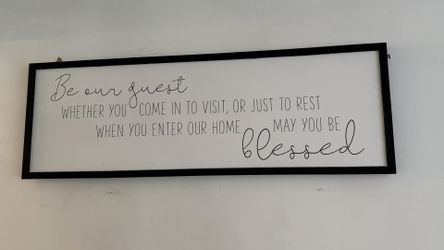 Be our guest
WHETHER YOU COME IN TO VISIT, OR JUST TO REST
WHEN YOU ENTER OUR HOME MAY YOU BE
blessed